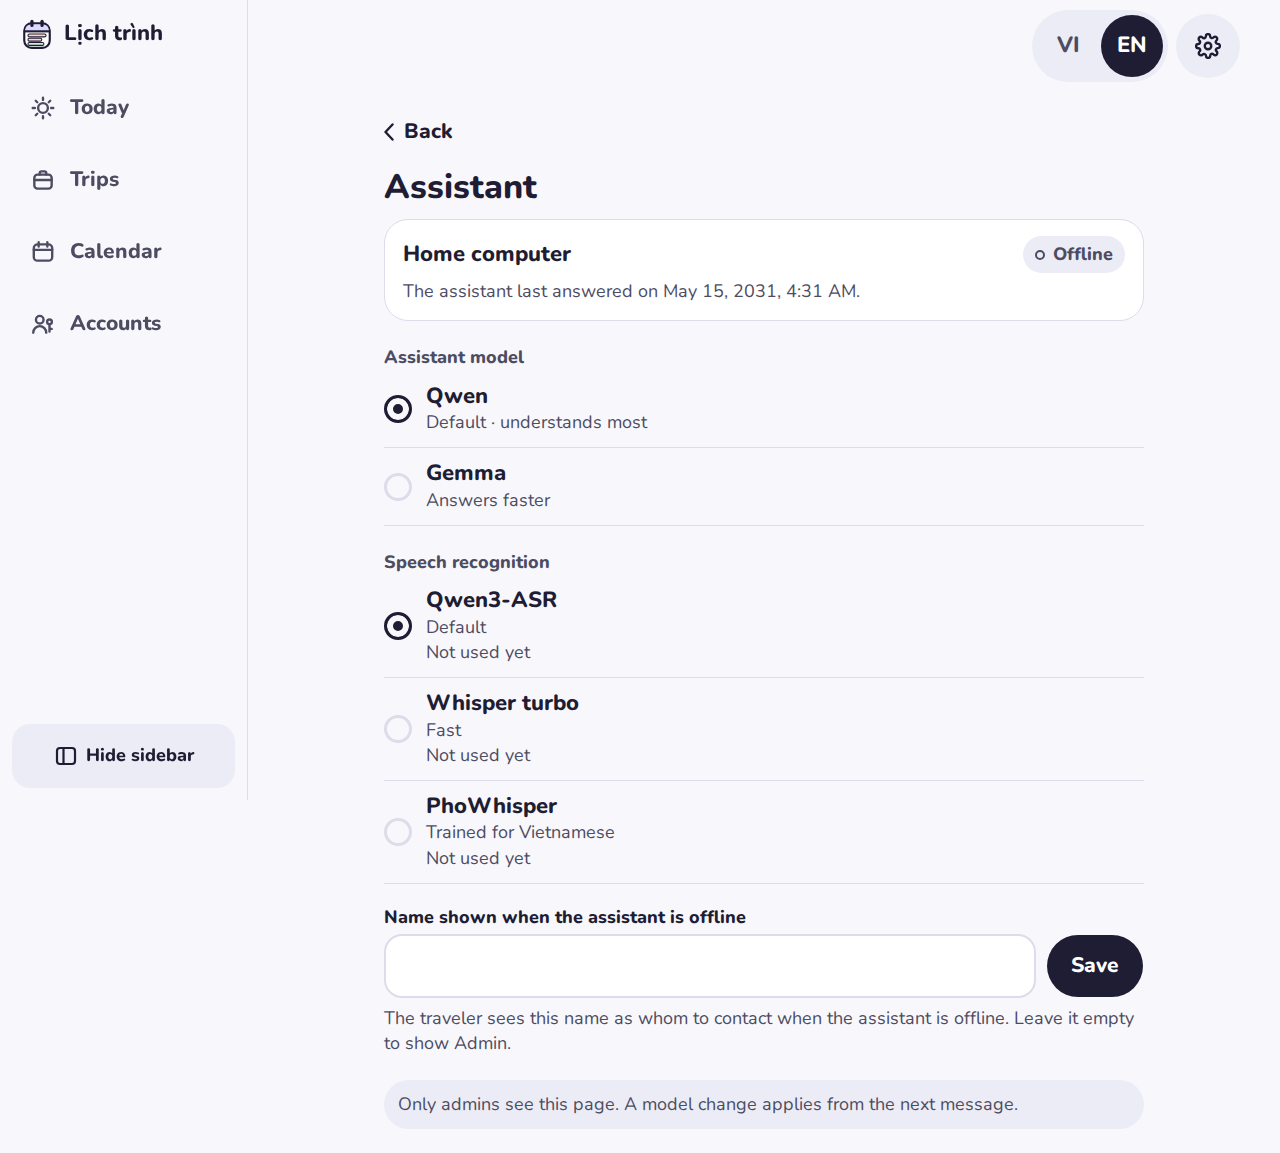 Lịch trình
VI
EN
Today
Trips
Calendar
Accounts
Hide sidebar
Back
Assistant
Home computer
Offline
The assistant last answered on May 15, 2031, 4:31 AM.
Assistant model
Qwen
Default · understands most
Gemma
Answers faster
Speech recognition
Qwen3-ASR
Default
Not used yet
Whisper turbo
Fast
Not used yet
PhoWhisper
Trained for Vietnamese
Not used yet
Name shown when the assistant is offline
Save
The traveler sees this name as whom to contact when the assistant is offline. Leave it empty
to show Admin.
Only admins see this page. A model change applies from the next message.